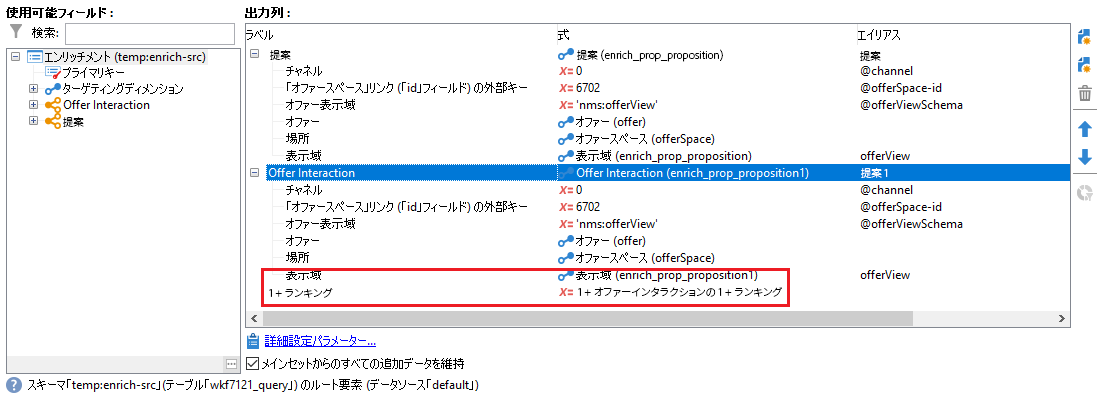 使用可能フィールド :
検索:
エンリッチメント (temp:enrich-src)
プライマリキー
ターゲティングディメンション
Offer Interaction
提案
出力列 :
ラベル 式 エイリアス
提案 提案 (enrich_prop_proposition) 提案
チャネル X= 0 @channel
「オファースペース」リンク (「id」フィールド) の外部キー X= 6702 @offerSpace-id
オファー表示域 X= 'nms:offerView' @offerViewSchema
オファー オファー (offer)
場所 オファースペース (offerSpace)
表示域 表示域 (enrich_prop_proposition) offerView
Offer Interaction Offer Interaction (enrich_prop_proposition1) 提案 1
チャネル X= 0 @channel
「オファースペース」リンク (「id」フィールド) の外部キー X= 6702 @offerSpace-id
オファー表示域 X= 'nms:offerView' @offerViewSchema
オファー オファー (offer)
場所 オファースペース (offerSpace)
表示域 表示域 (enrich_prop_proposition1) offerView
1 + ランキング X= 1 + オファーインタラクションの 1 + ランキング
詳細設定パラメーター...
メインセットからのすべての追加データを維持
スキーマ「temp:enrich-src」(テーブル「wkf7121_query」) のルート要素 (データソース「default」)